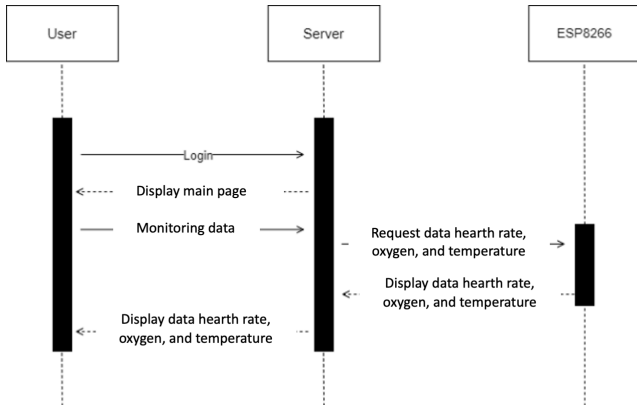 User
Server
ESP8266
Login
Display main page
Monitoring data
Request data hearth rate,
oxygen, and temperature
Display data hearth rate,
oxygen, and temperature
Display data hearth rate,
oxygen, and temperature